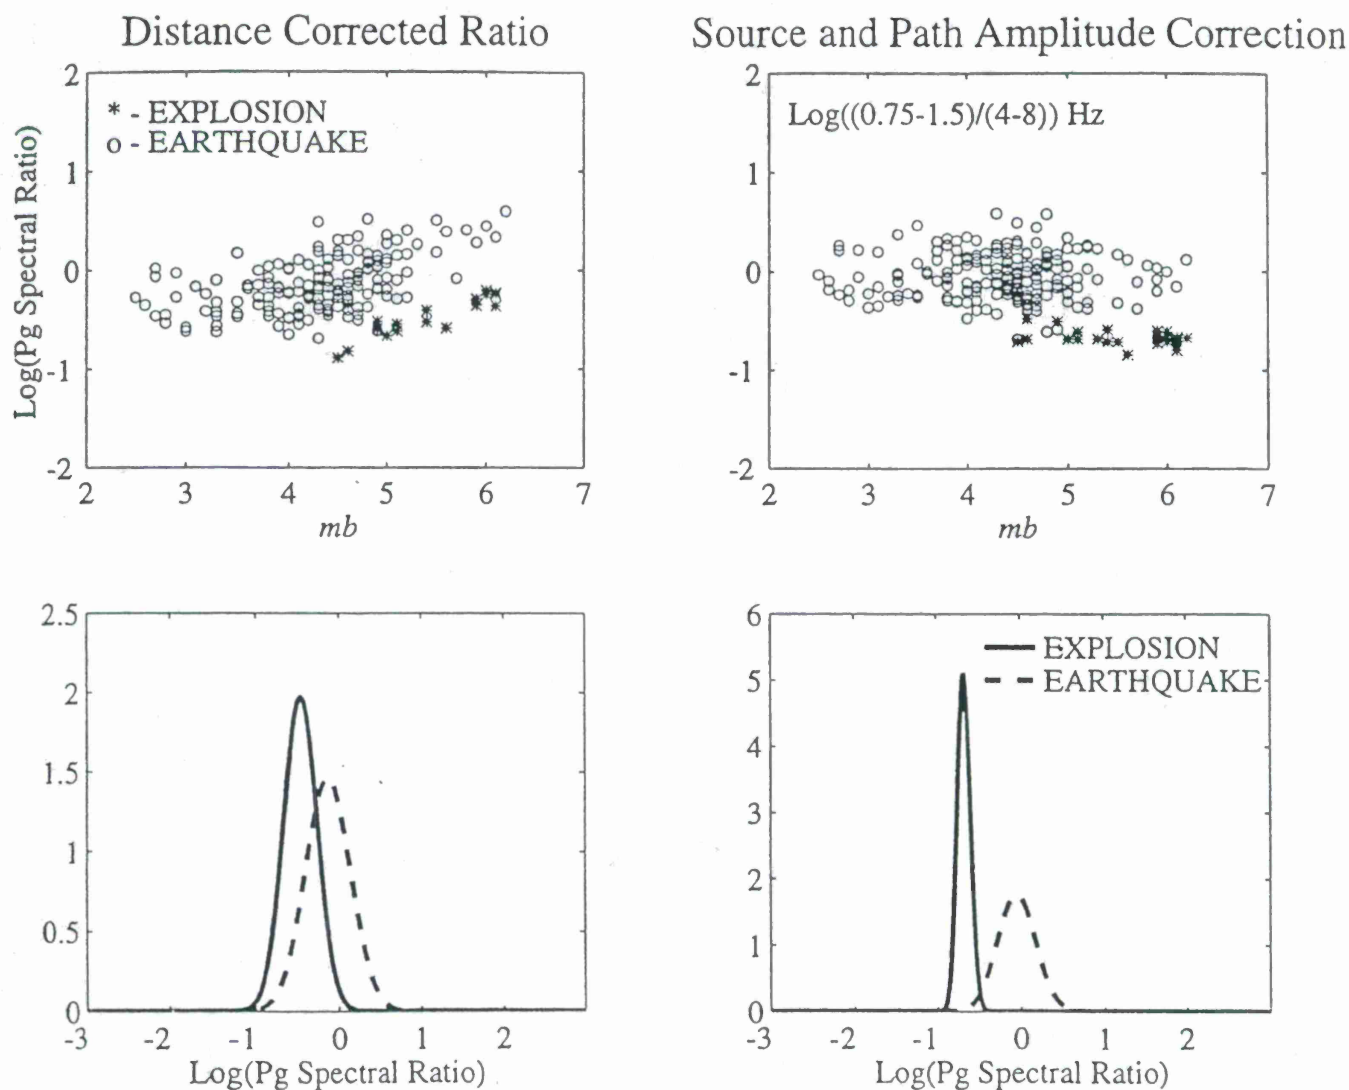 Distance Corrected Ratio
Source and Path Amplitude Correction
2
1
0
-1
-2
Log(Pg Spectral Ratio)
* - EXPLOSION
o - EARTHQUAKE
2 3 4 5 6 7
mb
2
1
0
-1
-2
Log((0.75-1.5)/(4-8)) Hz
2 3 4 5 6 7
mb
2.5
2
1.5
1
0.5
0
-3 -2 -1 0 1 2
Log(Pg Spectral Ratio)
6
5
4
3
2
1
0
EXPLOSION
EARTHQUAKE
-3 -2 -1 0 1 2
Log(Pg Spectral Ratio)